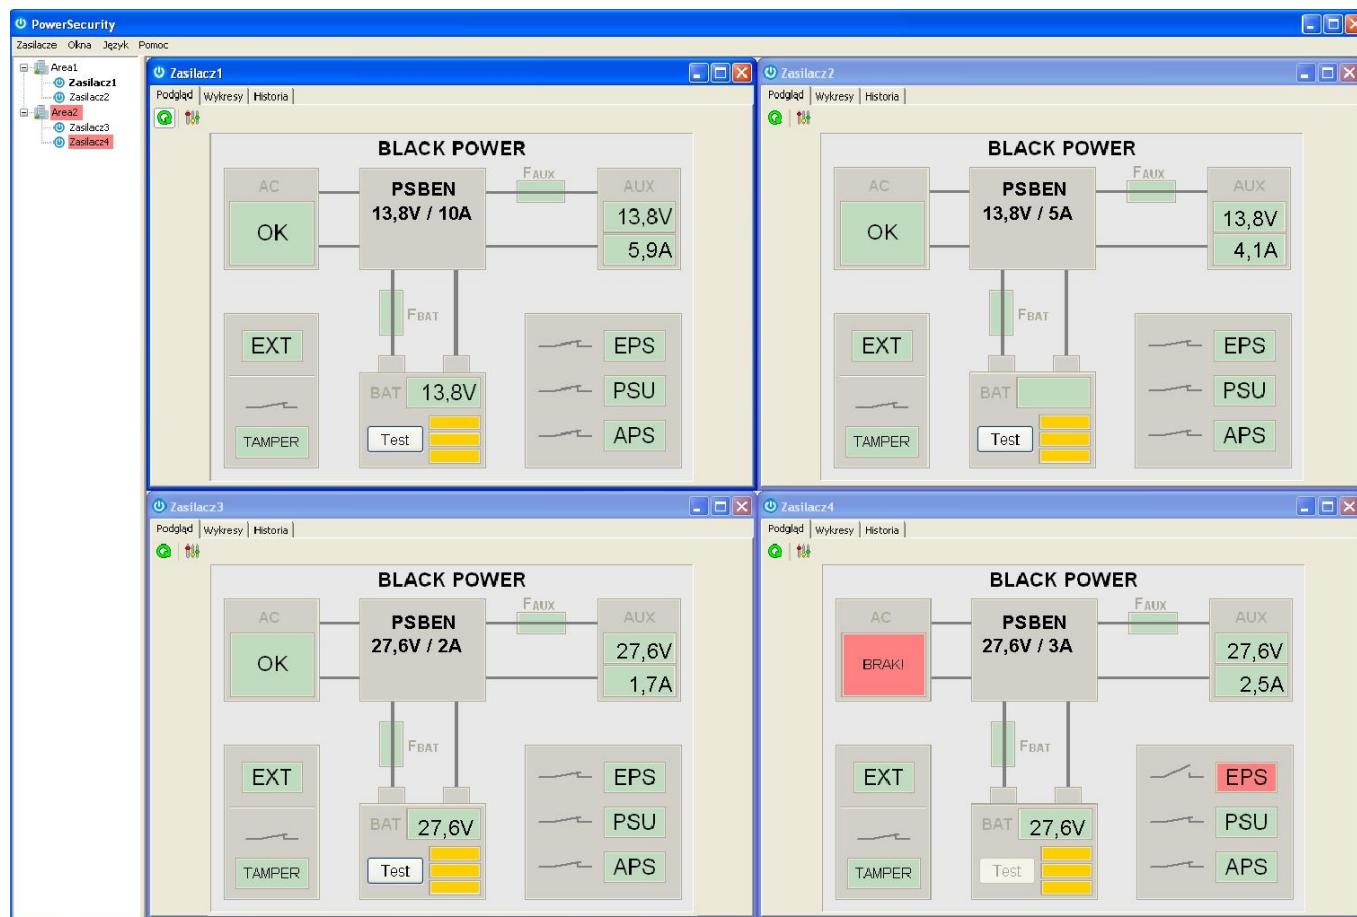 PowerSecurity
Zasilacze Okna Język Pomoc
Area1
Zasilacz1
Zasilacz2
Area2
Zasilacz3
Zasilacz4
Zasilacz1
Podgląd Wykresy Historia
BLACK POWER
AC
OK
PSBEN
13,8V / 10A
FAUX
AUX
13,8V
5,9A
FBAT
EXT
TAMPER
BAT 13,8V
Test
EPS
PSU
APS
Zasilacz2
Podgląd Wykresy Historia
BLACK POWER
AC
OK
PSBEN
13,8V / 5A
FAUX
AUX
13,8V
4,1A
FBAT
EXT
TAMPER
BAT
Test
EPS
PSU
APS
Zasilacz3
Podgląd Wykresy Historia
BLACK POWER
AC
OK
PSBEN
27,6V / 2A
FAUX
AUX
27,6V
1,7A
FBAT
EXT
TAMPER
BAT 27,6V
Test
EPS
PSU
APS
Zasilacz4
Podgląd Wykresy Historia
BLACK POWER
AC
BRAK!
PSBEN
27,6V / 3A
FAUX
AUX
27,6V
2,5A
FBAT
EXT
TAMPER
BAT 27,6V
Test
EPS
PSU
APS